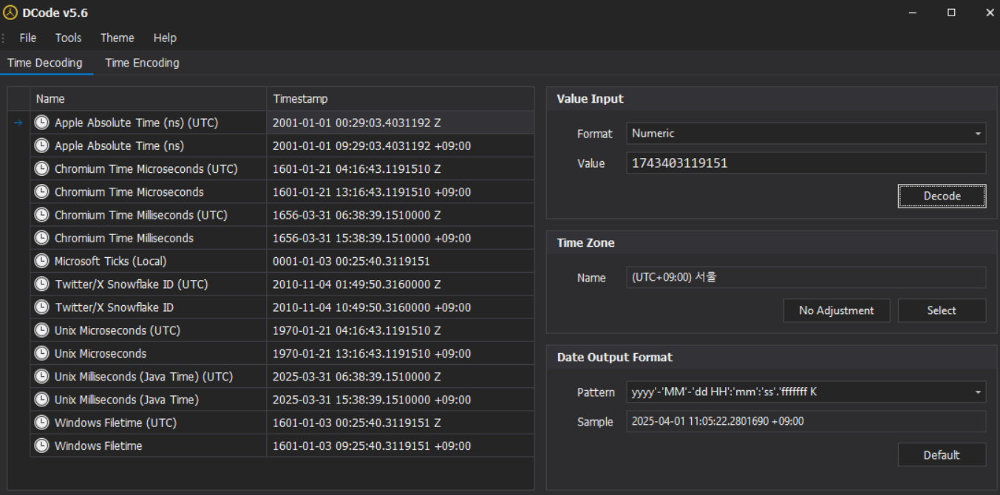 DCode v5.6
File Tools Theme Help
Time Decoding Time Encoding
Name Timestamp
Apple Absolute Time (ns) (UTC) 2001-01-01 00:29:03.4031192 Z
Apple Absolute Time (ns) 2001-01-01 09:29:03.4031192 +09:00
Chromium Time Microseconds (UTC) 1601-01-21 04:16:43.1191510 Z
Chromium Time Microseconds 1601-01-21 13:16:43.1191510 +09:00
Chromium Time Milliseconds (UTC) 1656-03-31 06:38:39.1510000 Z
Chromium Time Milliseconds 1656-03-31 15:38:39.1510000 +09:00
Microsoft Ticks (Local) 0001-01-03 00:25:40.3119151
Twitter/X Snowflake ID (UTC) 2010-11-04 01:49:50.3160000 Z
Twitter/X Snowflake ID 2010-11-04 10:49:50.3160000 +09:00
Unix Microseconds (UTC) 1970-01-21 04:16:43.1191510 Z
Unix Microseconds 1970-01-21 13:16:43.1191510 +09:00
Unix Milliseconds (Java Time) (UTC) 2025-03-31 06:38:39.1510000 Z
Unix Milliseconds (Java Time) 2025-03-31 15:38:39.1510000 +09:00
Windows Filetime (UTC) 1601-01-03 00:25:40.3119151 Z
Windows Filetime 1601-01-03 09:25:40.3119151 +09:00
Value Input
Format Numeric
Value 1743403119151
Decode
Time Zone
Name (UTC+09:00) 서울
No Adjustment Select
Date Output Format
Pattern yyyy'-'MM'-'dd HH':'mm':'ss'.'fffffff K
Sample 2025-04-01 11:05:22.2801690 +09:00
Default